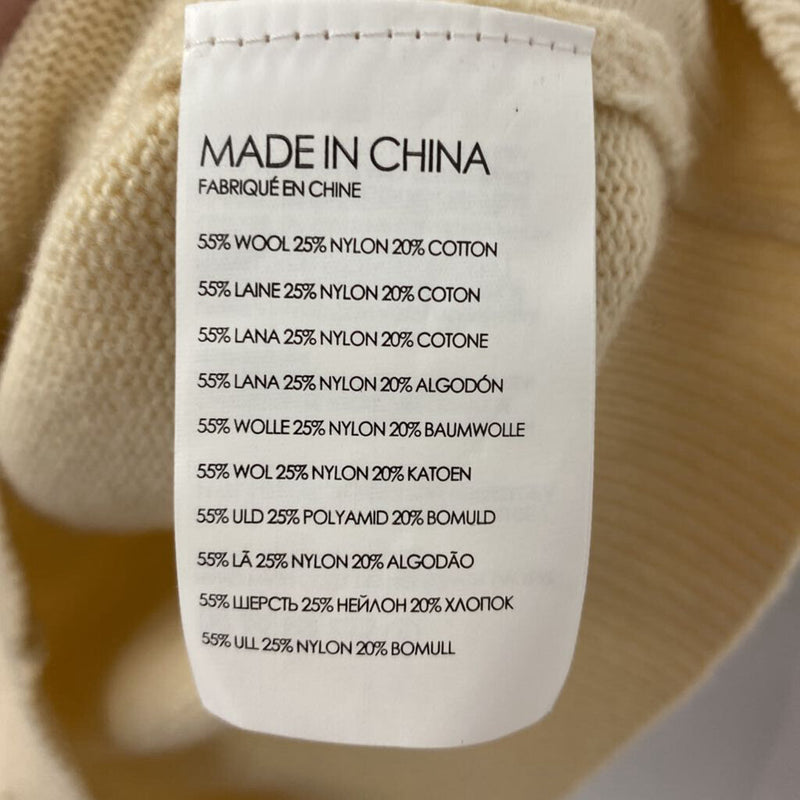 MADE IN CHINA
FABRIQUÉ EN CHINE
55% WOOL 25% NYLON 20% COTTON
55% LAINE 25% NYLON 20% COTON
55% LANA 25% NYLON 20% COTONE
55% LANA 25% NYLON 20% ALGODÓN
55% WOLLE 25% NYLON 20% BAUMWOLLE
55% WOL 25% NYLON 20% KATOEN
55% ULD 25% POLYAMID 20% BOMULD
55% LÃ 25% NYLON 20% ALGODÃO
55% ШЕРСТЬ 25% НЕЙЛОН 20% ХЛОПОК
55% ULL 25% NYLON 20% BOMULL